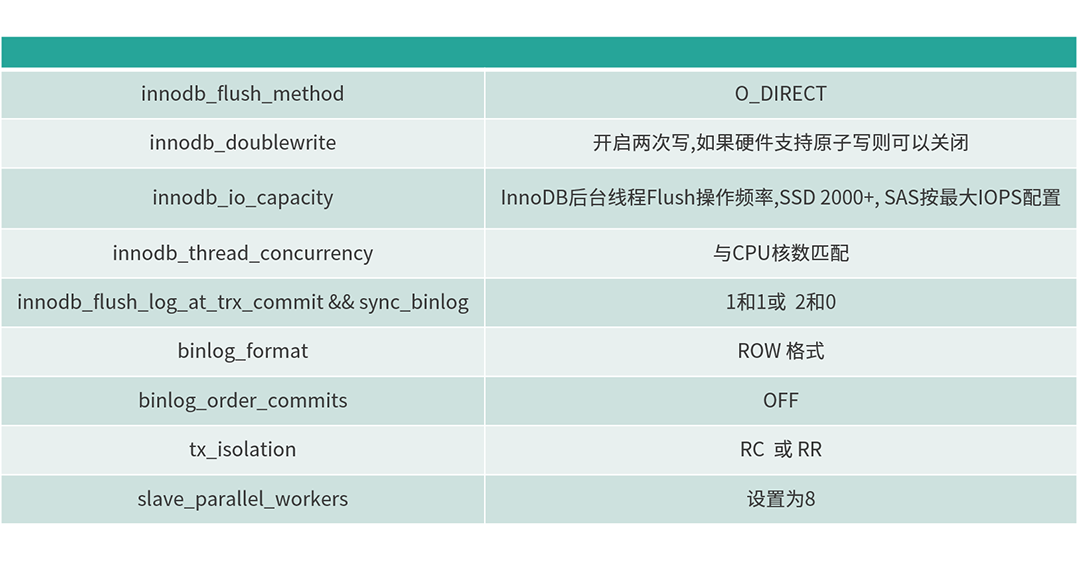 innodb_flush_method O_DIRECT
innodb_doublewrite 开启两次写,如果硬件支持原子写则可以关闭
innodb_io_capacity InnoDB后台线程Flush操作频率,SSD 2000+, SAS按最大IOPS配置
innodb_thread_concurrency 与CPU核数匹配
innodb_flush_log_at_trx_commit && sync_binlog 1和1或 2和0
binlog_format ROW 格式
binlog_order_commits OFF
tx_isolation RC 或 RR
slave_parallel_workers 设置为8